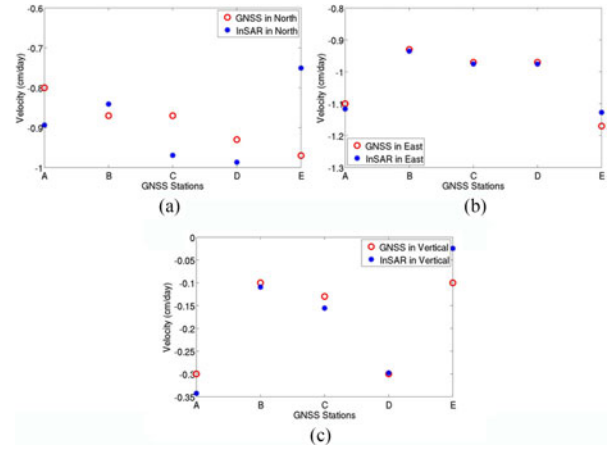 -0.6
-0.7
-0.8
-0.9
-1
Velocity (cm/day)
GNSS in North
InSAR in North
A B C D E
GNSS Stations
(a)
-0.8
-0.9
-1
-1.1
-1.2
-1.3
Velocity (cm/day)
GNSS in East
InSAR in East
A B C D E
GNSS Stations
(b)
0
-0.05
-0.1
-0.15
-0.2
-0.25
-0.3
-0.35
Velocity (cm/day)
GNSS in Vertical
InSAR in Vertical
A B C D E
GNSS Stations
(c)